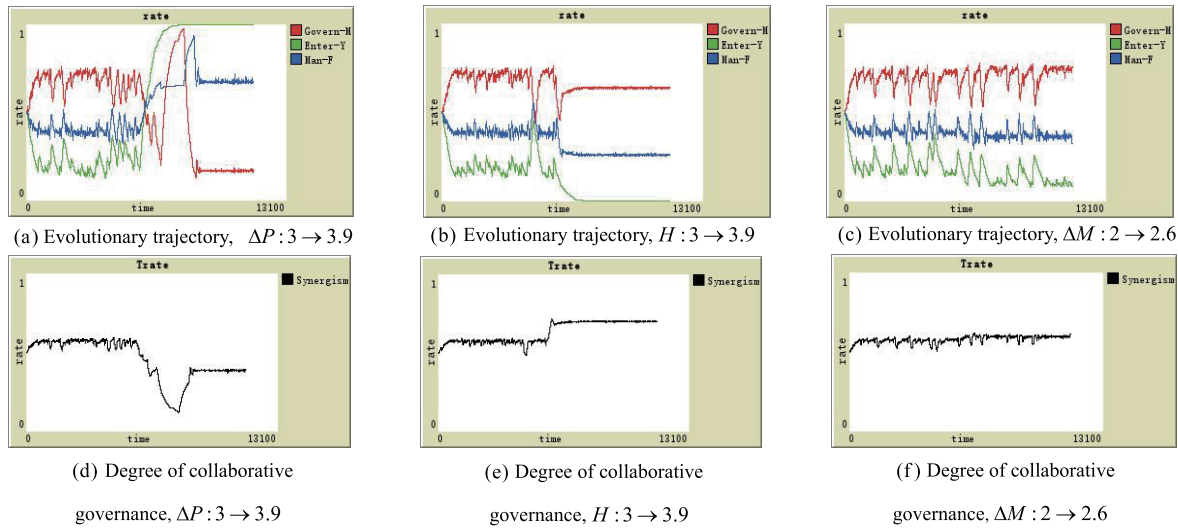 rate
1
rate
0
0
time
13100
Govern-M
Enter-Y
Man-F
(a) Evolutionary trajectory, ΔP : 3 → 3.9
rate
1
rate
0
0
time
13100
Govern-M
Enter-Y
Man-F
(b) Evolutionary trajectory, H : 3 → 3.9
rate
1
rate
0
0
time
13100
Govern-M
Enter-Y
Man-F
(c) Evolutionary trajectory, ΔM : 2 → 2.6
Trate
1
rate
0
0
time
13100
Synergism
(d) Degree of collaborative
governance, ΔP : 3 → 3.9
Trate
1
rate
0
0
time
13100
Synergism
(e) Degree of collaborative
governance, H : 3 → 3.9
Trate
1
rate
0
0
time
13100
Synergism
(f) Degree of collaborative
governance, ΔM : 2 → 2.6